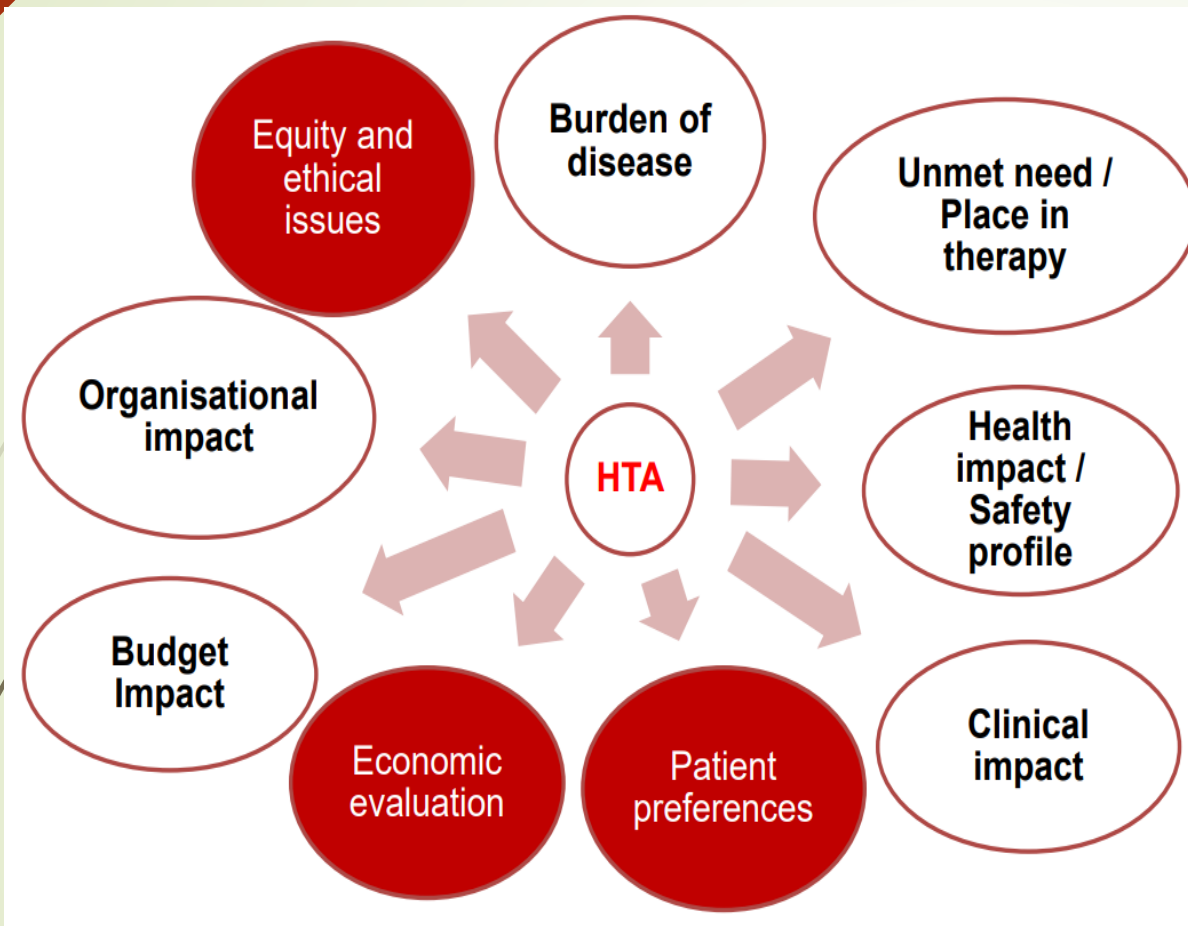 Equity and
ethical
issues
Burden of
disease
Unmet need /
Place in
therapy
Organisational
impact
HTA
Health
impact /
Safety
profile
Budget
Impact
Economic
evaluation
Patient
preferences
Clinical
impact